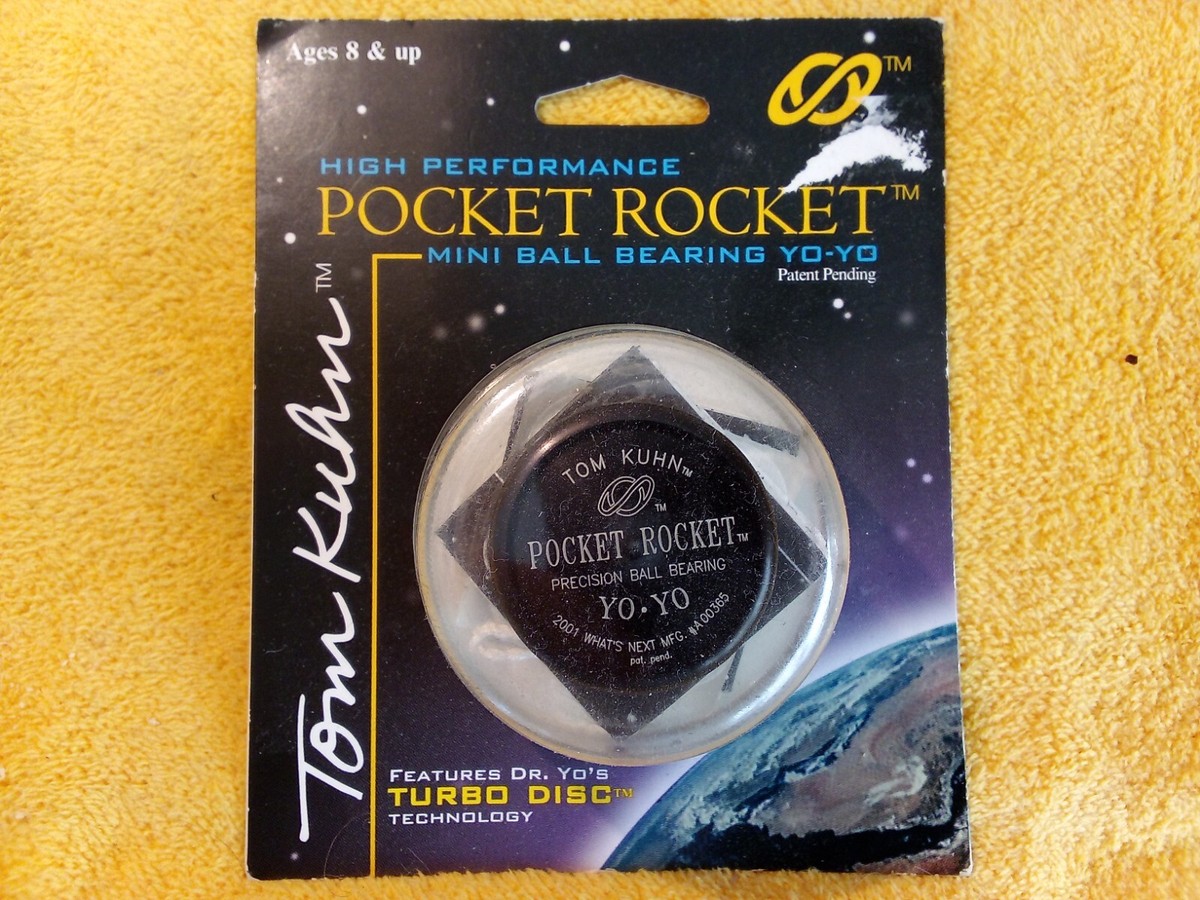 Ages 8 & up
TM
HIGH PERFORMANCE
POCKET ROCKET™
MINI BALL BEARING YO-YO
Patent Pending
Tom Kuhn™
TOM KUHN™
TM
POCKET ROCKET™
PRECISION BALL BEARING
YO•YO
2001 WHAT'S NEXT MFG. #A00365
pat. pend.
FEATURES DR. YO'S
TURBO DISC™
TECHNOLOGY